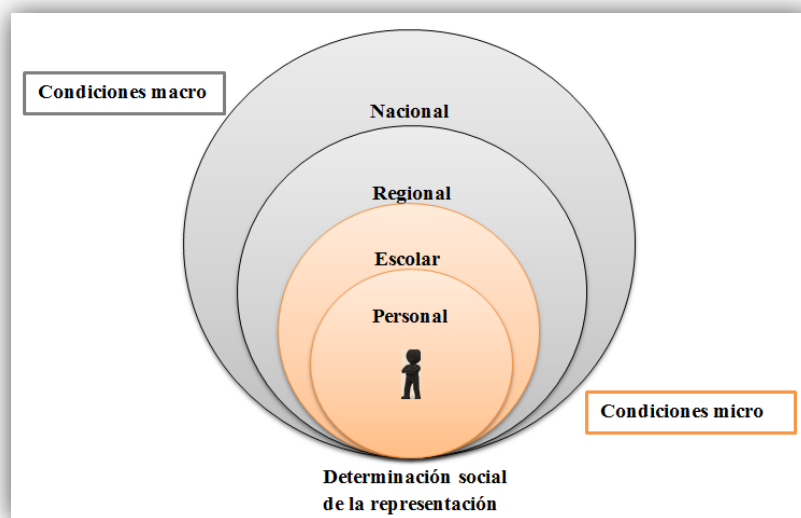 Condiciones macro
Nacional
Regional
Escolar
Personal
Condiciones micro
Determinación social
de la representación